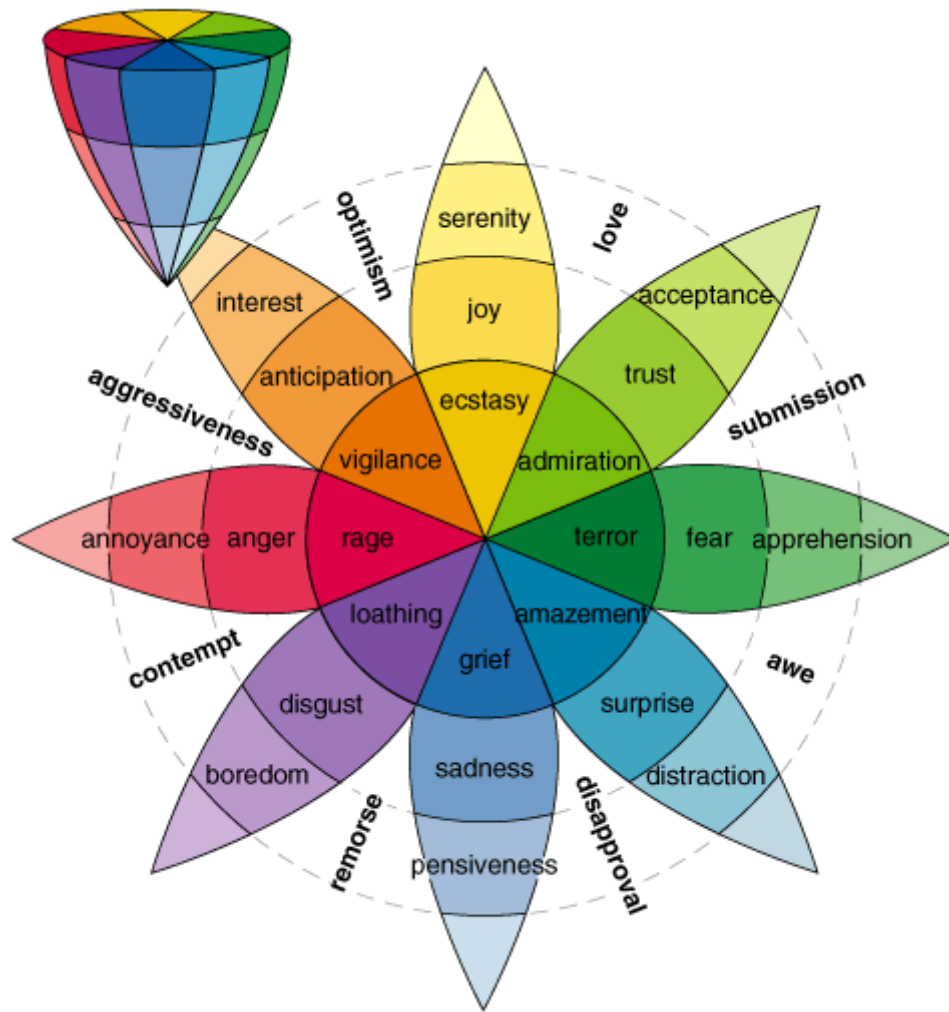 optimism
love
serenity
interest
acceptance
joy
anticipation
trust
aggressiveness
submission
ecstasy
vigilance
admiration
annoyance
anger
rage
terror
fear
apprehension
loathing
amazement
contempt
grief
awe
disgust
surprise
boredom
sadness
distraction
remorse
disapproval
pensiveness